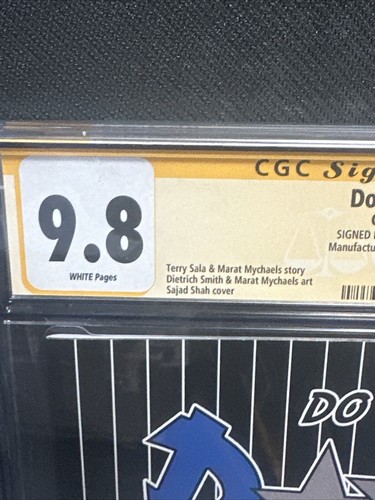 CGC Sig
9.8
WHITE Pages
Do
SIGNED
Manufactu
Terry Sala & Marat Mychaels story
Dietrich Smith & Marat Mychaels art
Sajad Shah cover
DO